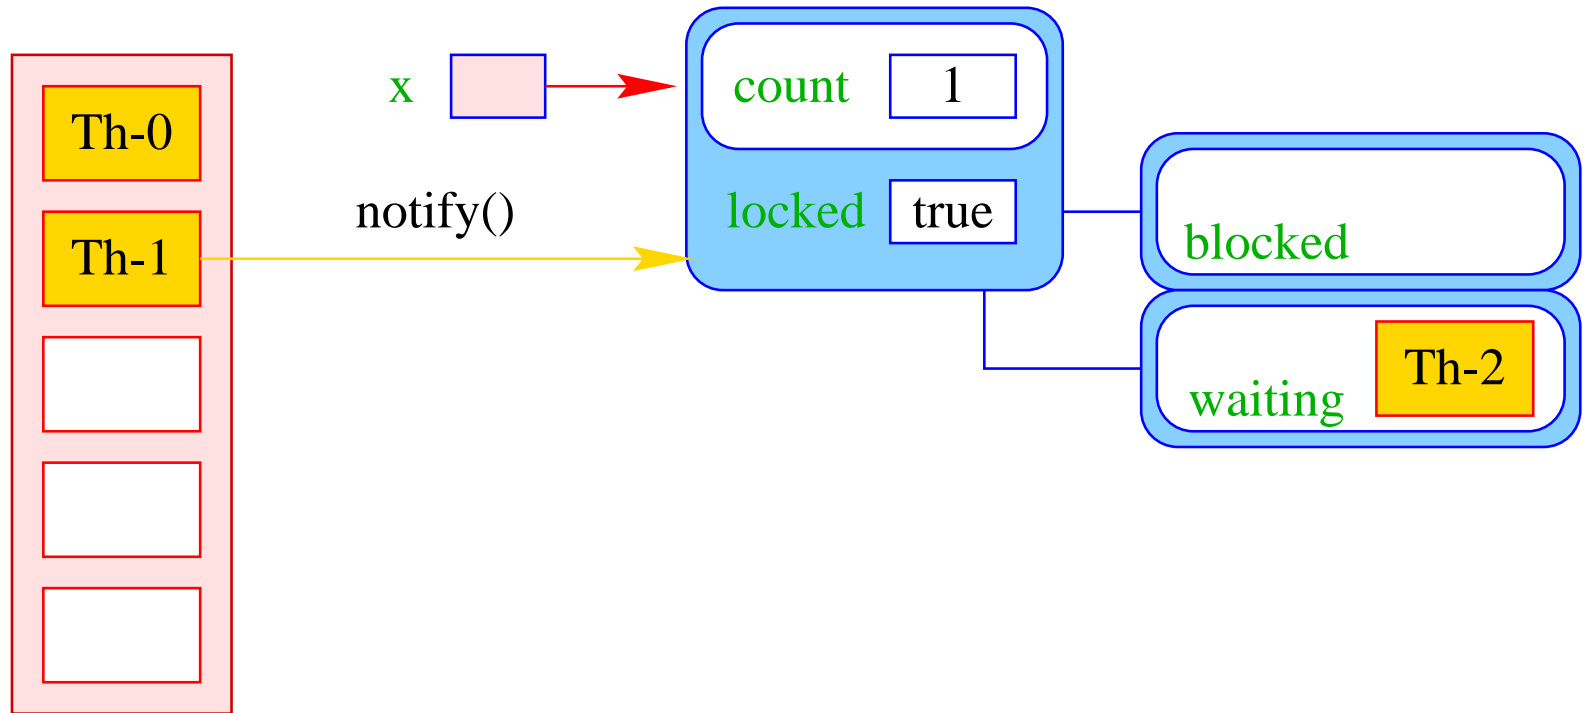 Th-0
Th-1
x
notify()
count 1
locked true
blocked
waiting Th-2